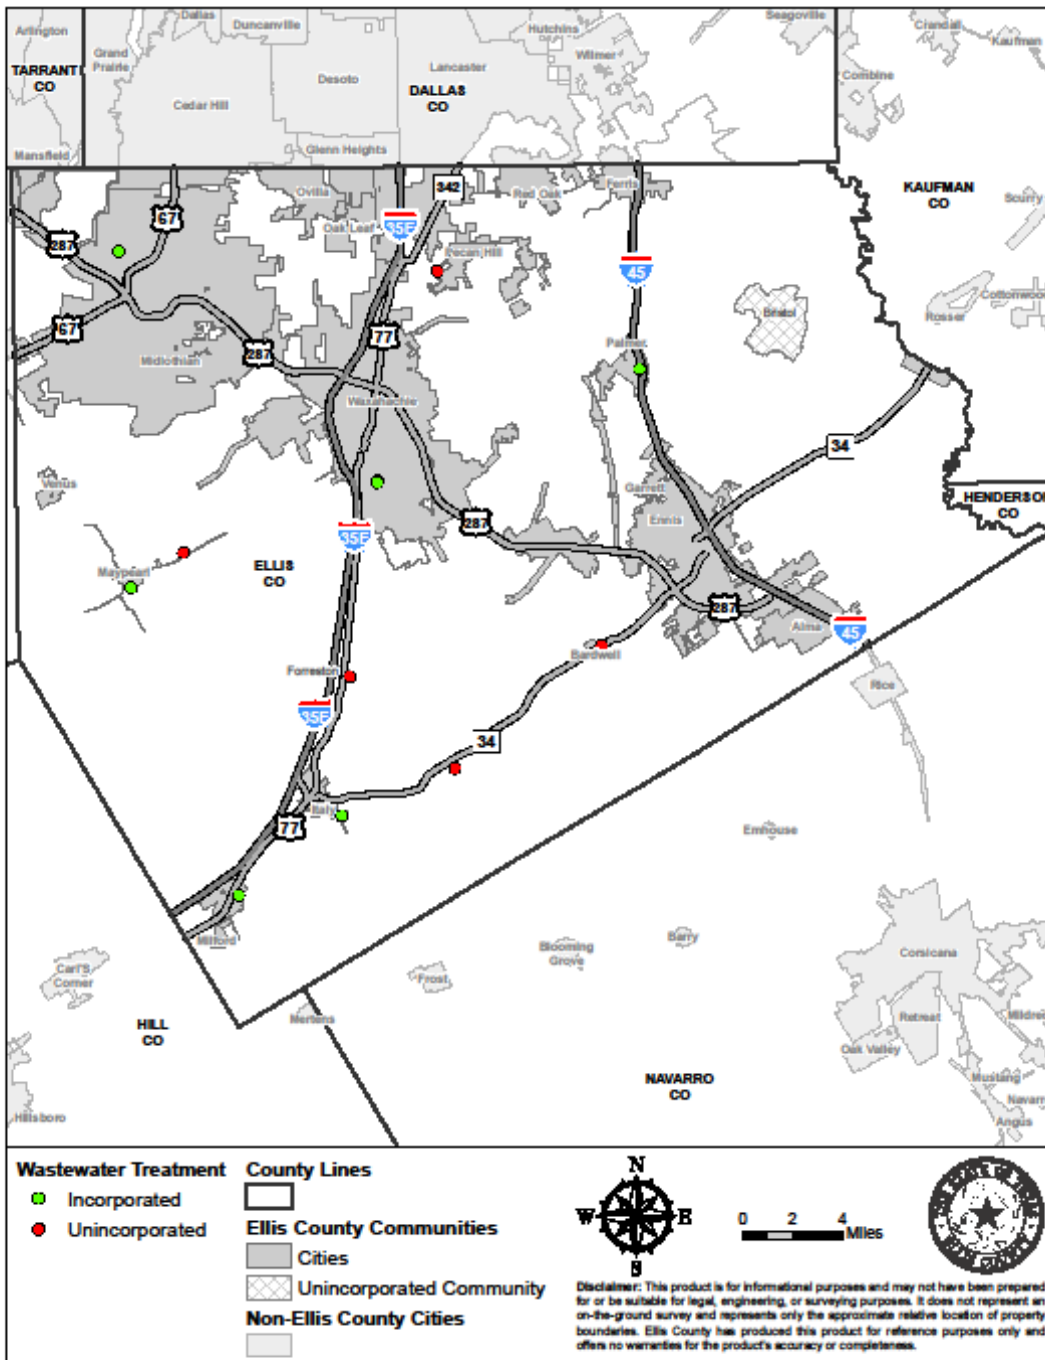 Arlington
Dallas
Duncanville
Hutchins
Seagoville
Crandall
Kaufman
Grand
Prairie
Wilmer
TARRANT
CO
Desoto
Lancaster
Combine
DALLAS
CO
Cedar Hill
Mansfield
Glenn Heights
342
Ovilla
Red Oak
Ferris
KAUFMAN
CO
Scurry
67
Oak Leaf
35E
287
Pecan Hill
45
Cottonwood
Bristol
Rosser
67
77
Palmer
287
Midlothian
Waxahachie
34
Venus
Garrett
HENDERSON
CO
Ennis
287
35E
ELLIS
CO
Maypearl
287
Alma
45
Bardwell
Forreston
Rice
35E
34
Italy
77
Emhouse
Milford
Barry
Blooming
Grove
Corsicana
Carl'S
Corner
Frost
Mertens
Retreat
HILL
CO
Oak Valley
NAVARRO
CO
Mustang
Hillsboro
Angus
Wastewater Treatment
Incorporated
Unincorporated
County Lines
Ellis County Communities
Cities
Unincorporated Community
Non-Ellis County Cities
N
W E
S
0 2 4
Miles
Disclaimer: This product is for informational purposes and may not have been prepared
for or be suitable for legal, engineering, or surveying purposes. It does not represent an
on-the-ground survey and represents only the approximate relative location of property
boundaries. Ellis County has produced this product for reference purposes only and
offers no warranties for the product's accuracy or completeness.